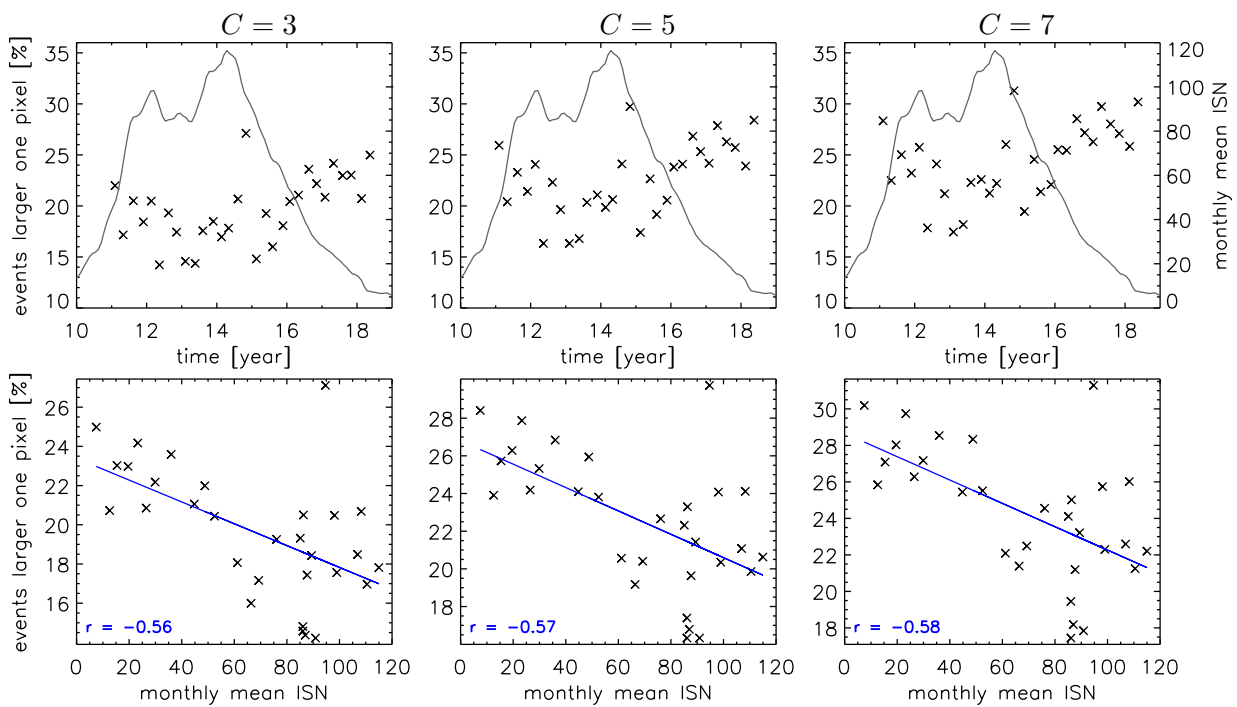 C = 3
C = 5
C = 7
events larger one pixel [%]
35
30
25
20
15
10
10 12 14 16 18
time [year]
35
30
25
20
15
10
10 12 14 16 18
time [year]
35
30
25
20
15
10
10 12 14 16 18
time [year]
120
100
80
60
40
20
0
monthly mean ISN
events larger one pixel [%]
26
24
22
20
18
16
r = -0.56
0 20 40 60 80 100 120
monthly mean ISN
28
26
24
22
20
18
r = -0.57
0 20 40 60 80 100 120
monthly mean ISN
30
28
26
24
22
20
18
r = -0.58
0 20 40 60 80 100 120
monthly mean ISN